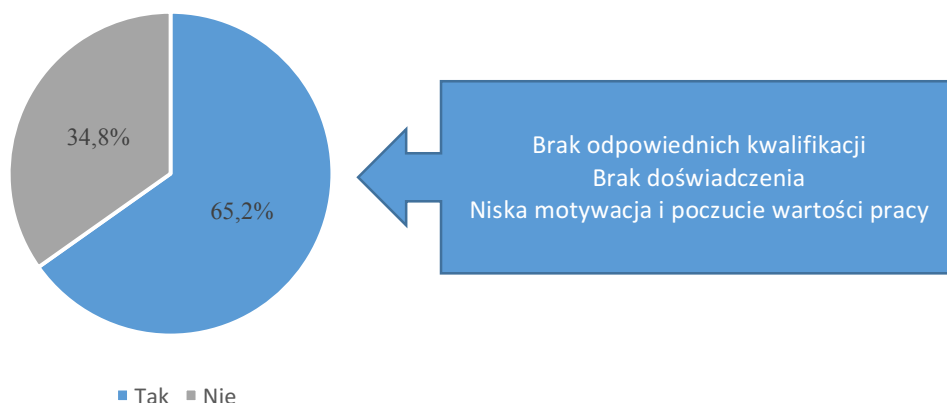 34,8%
65,2%
Brak odpowiednich kwalifikacji
Brak doświadczenia
Niska motywacja i poczucie wartości pracy
Tak Nie